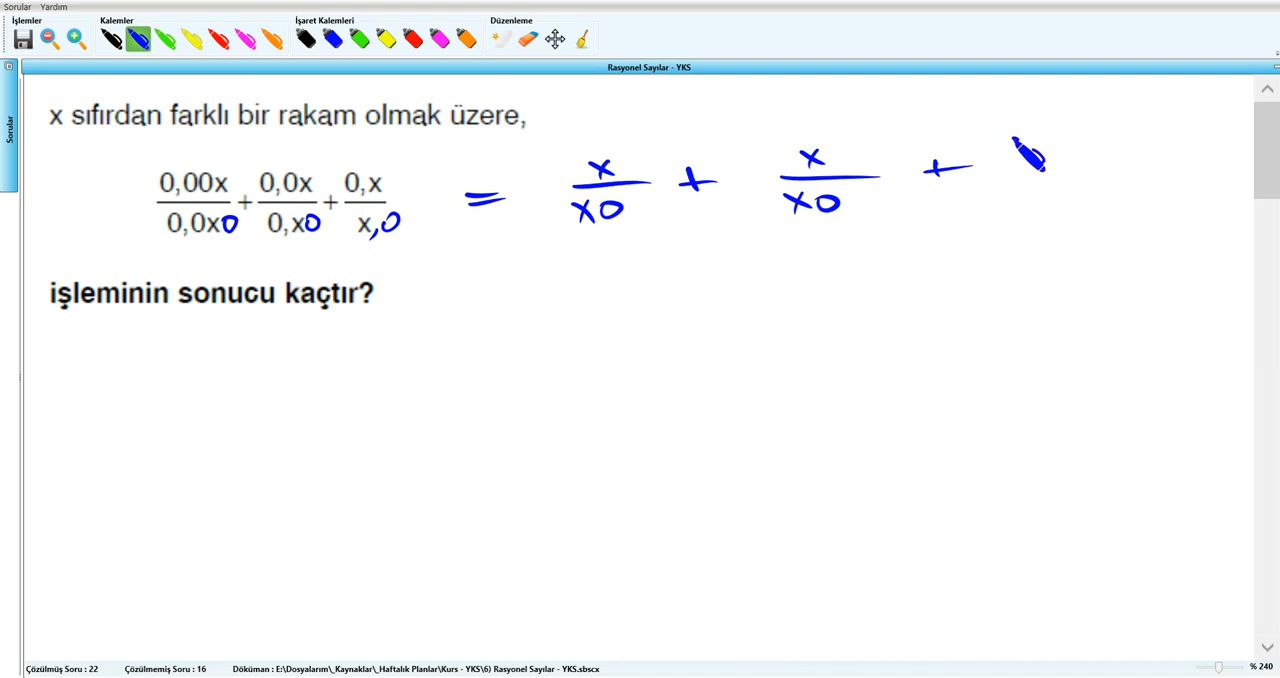 Sorular Yardım
İşlemler Kalemler İşaret Kalemleri Düzenleme
Rasyonel Sayılar - YKS
Sorular
x sıfırdan farklı bir rakam olmak üzere,
0,00x/0,0x0 + 0,0x/0,x0 + 0,x/x,0 = x/x0 + x/x0 +
işleminin sonucu kaçtır?
Çözülmüş Soru : 22 Çözülmemiş Soru : 16 Döküman : E:\Dosyalarım\_Kaynaklar\_Haftalık Planlar\Kurs - YKS\6) Rasyonel Sayılar - YKS.sbscx % 240